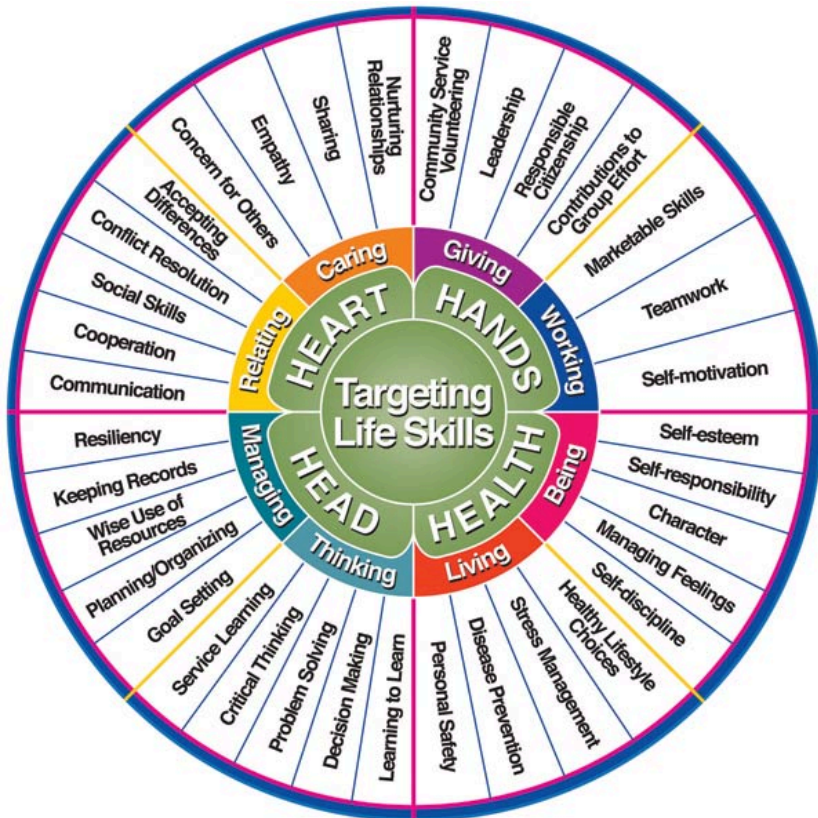 Targeting
Life Skills
HEART
HANDS
HEALTH
HEAD
Caring
Giving
Working
Being
Living
Thinking
Managing
Relating
Nurturing
Relationships
Sharing
Empathy
Concern for Others
Accepting
Differences
Conflict Resolution
Social Skills
Cooperation
Communication
Community Service
Volunteering
Leadership
Responsible
Citizenship
Contributions to
Group Effort
Marketable Skills
Teamwork
Self-motivation
Self-esteem
Self-responsibility
Character
Managing Feelings
Self-discipline
Healthy Lifestyle
Choices
Stress Management
Disease Prevention
Personal Safety
Learning to Learn
Decision Making
Problem Solving
Critical Thinking
Service Learning
Goal Setting
Planning/Organizing
Wise Use of
Resources
Keeping Records
Resiliency